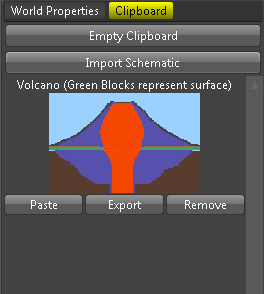 World Properties Clipboard
Empty Clipboard
Import Schematic
Volcano (Green Blocks represent surface)
Paste Export Remove